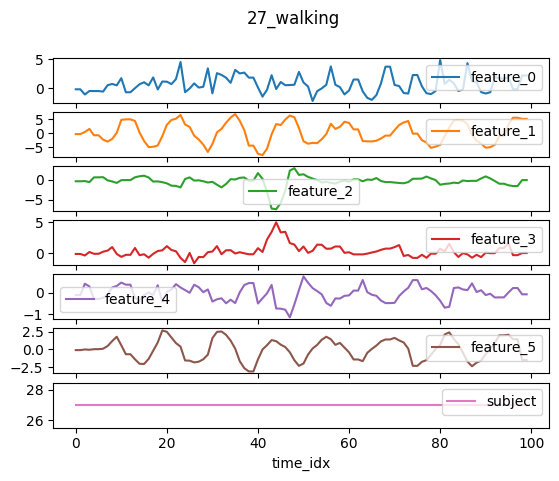 27_walking
5
0
feature_0
5
0
−5
feature_1
0
−5
feature_2
5
0
feature_3
0
−1
feature_4
2.5
0.0
−2.5
feature_5
28
26
subject
0 20 40 60 80 100
time_idx